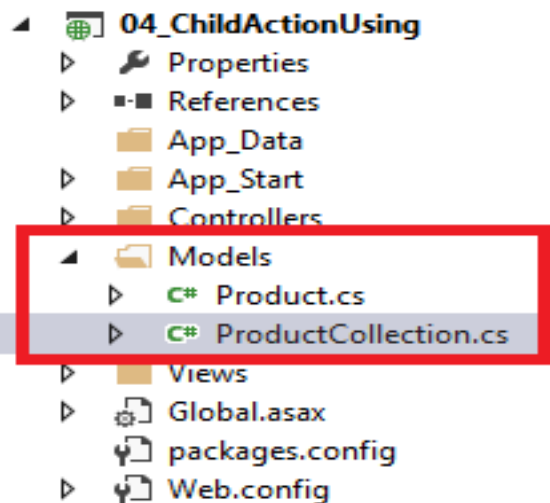 04_ChildActionUsing
Properties
References
App_Data
App_Start
Controllers
Models
C# Product.cs
C# ProductCollection.cs
Views
Global.asax
packages.config
Web.config